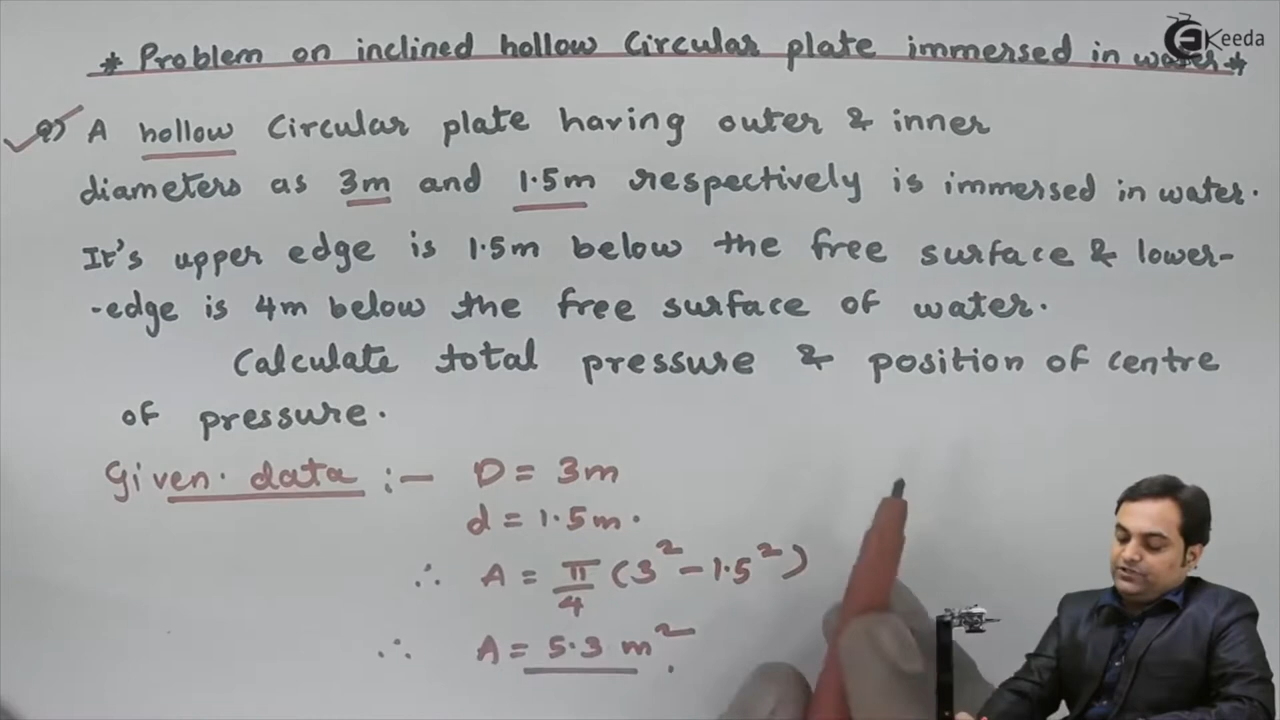 * Problem on inclined hollow Circular plate immersed in water *
Keeda
Q) A hollow Circular plate having outer & inner
diameters as 3m and 1.5m respectively is immersed in water.
It's upper edge is 1.5m below the free surface & lower-
-edge is 4m below the free surface of water.
Calculate total pressure & position of centre
of pressure.
Given data :- D = 3m
d = 1.5m.
∴ A = π/4 (3² - 1.5²)
∴ A = 5.3 m².